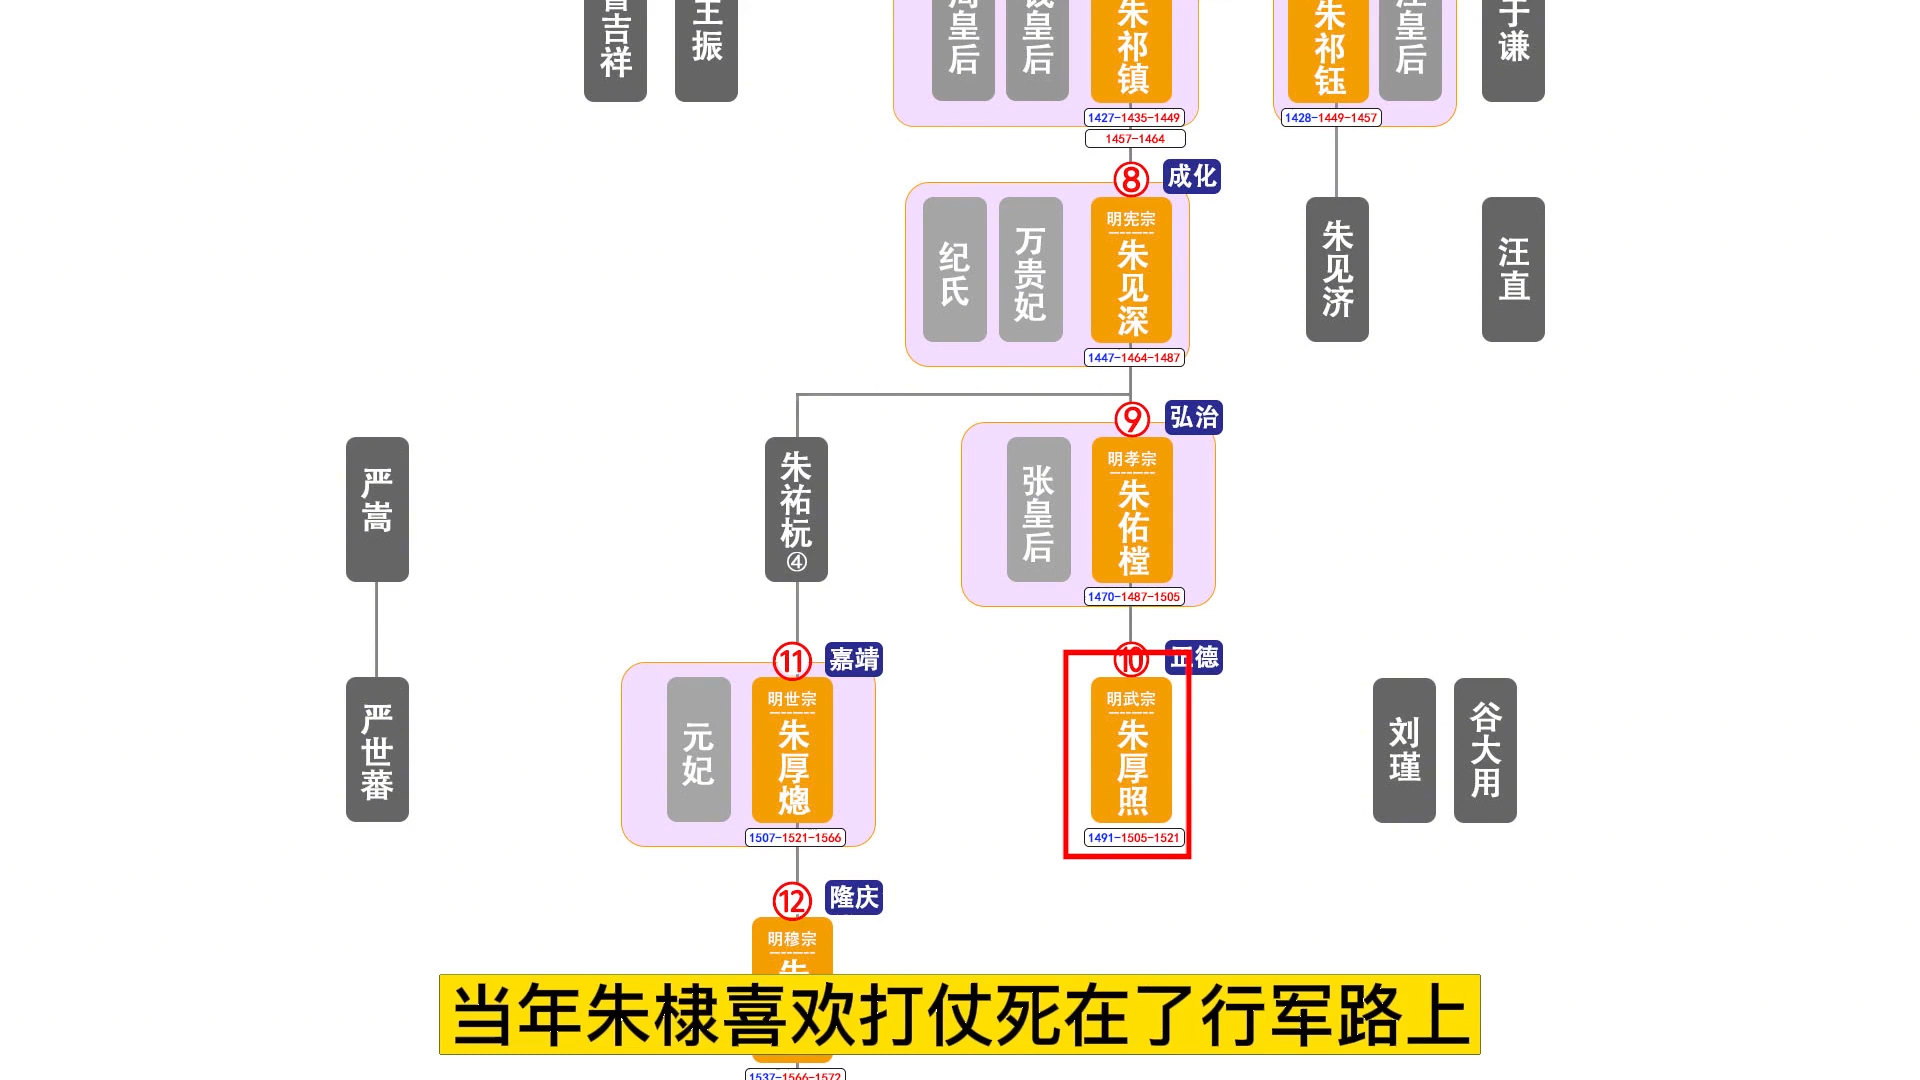 吉祥
王振
皇后
皇后
朱祁镇
朱祁钰
皇后
于谦
1427-1435-1449
1457-1464
1428-1449-1457
⑧
成化
纪氏
万贵妃
明宪宗
朱见深
1447-1464-1487
朱见济
汪直
⑨
弘治
严嵩
朱祐杬④
张皇后
明孝宗
朱佑樘
1470-1487-1505
⑪
嘉靖
⑩
正德
严世蕃
元妃
明世宗
朱厚熜
1507-1521-1566
明武宗
朱厚照
1491-1505-1521
刘瑾
谷大用
⑫
隆庆
明穆宗
当年朱棣喜欢打仗死在了行军路上
1537-1566-1572